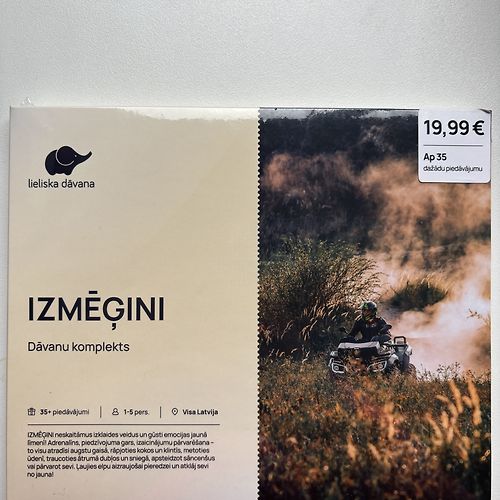 19,99 €
Ap 35
dažādu piedāvājumu
lieliska dāvana
IZMĒĢINI
Dāvanu komplekts
35+ piedāvājumi
1-5 pers.
Visa Latvija
IZMĒĢINI neskaitāmus izklaides veidus un gūsti emocijas jaunā
līmenī! Adrenalīns, piedzīvojuma gars, izaicinājumu pārvarēšana –
to visu atradīsi augstu gaisā, rāpjoties kokos un klintīs, metoties
ūdenī, traucoties ātrumā dubļos un sniegā, apsteidzot sāncenšus
vai pārvarot sevi. Ļaujies elpu aizraujošai pieredzei un atklāj sevi
no jauna!